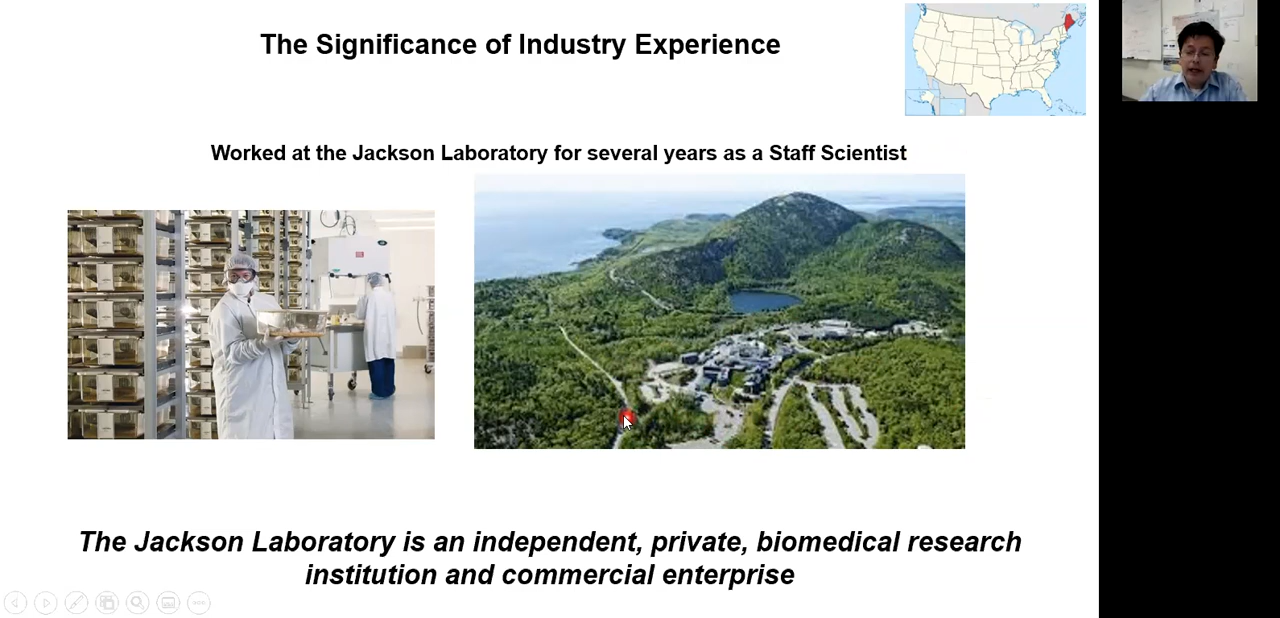 The Significance of Industry Experience
Worked at the Jackson Laboratory for several years as a Staff Scientist
The Jackson Laboratory is an independent, private, biomedical research
institution and commercial enterprise